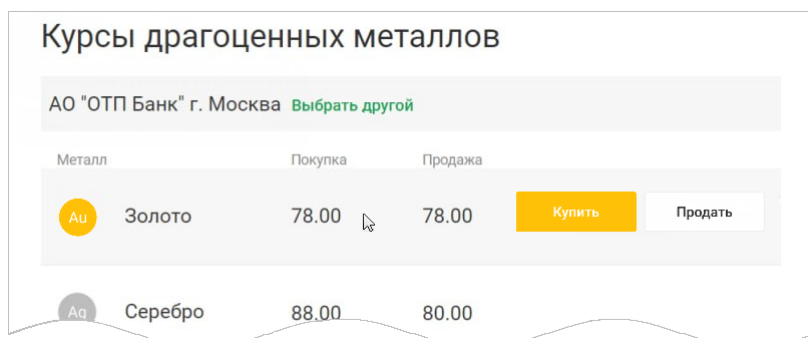 Курсы драгоценных металлов
АО "ОТП Банк" г. Москва Выбрать другой
Металл Покупка Продажа
Au Золото 78.00 78.00 Купить Продать
Ag Серебро 88.00 80.00